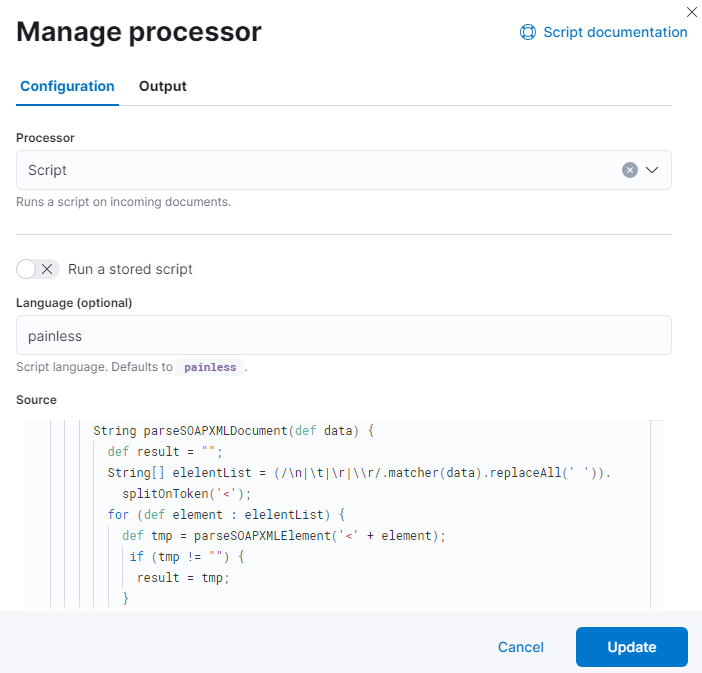 Manage processor
Script documentation
Configuration
Output
Processor
Script
Runs a script on incoming documents.
Run a stored script
Language (optional)
painless
Script language. Defaults to painless .
Source
String parseSOAPXMLDocument(def data) {
def result = "";
String[] elelentList = (/\n|\t|\r|\\r/.matcher(data).replaceAll(' ')).
splitOnToken('<');
for (def element : elelentList) {
def tmp = parseSOAPXMLElement('<' + element);
if (tmp != "") {
result = tmp;
}
Cancel
Update